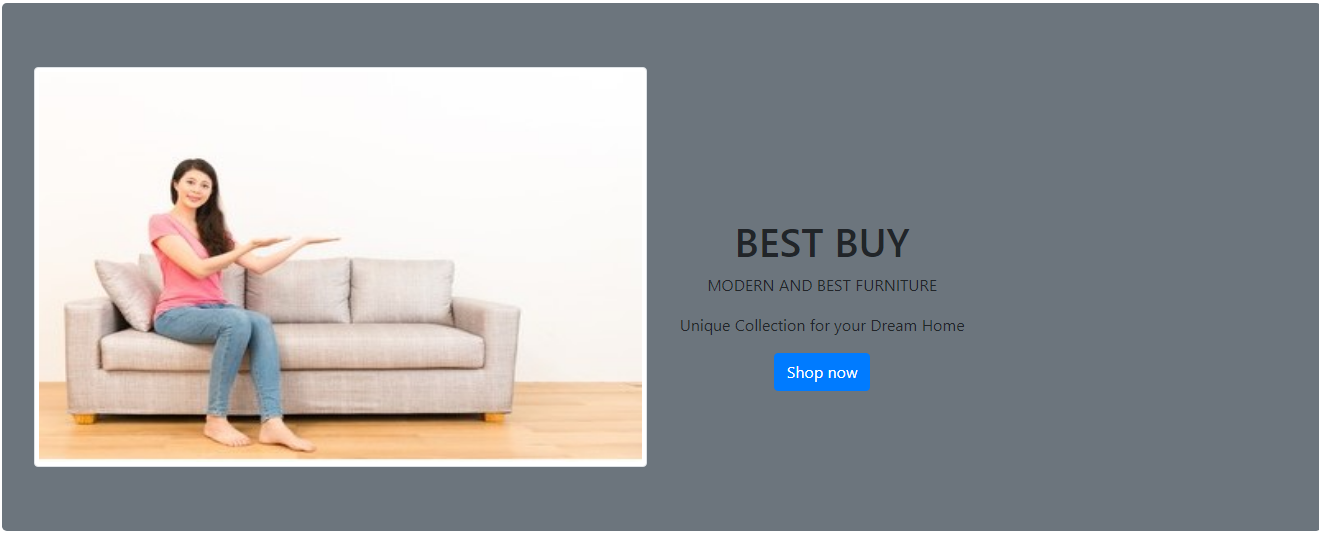 BEST BUY
MODERN AND BEST FURNITURE
Unique Collection for your Dream Home
Shop now